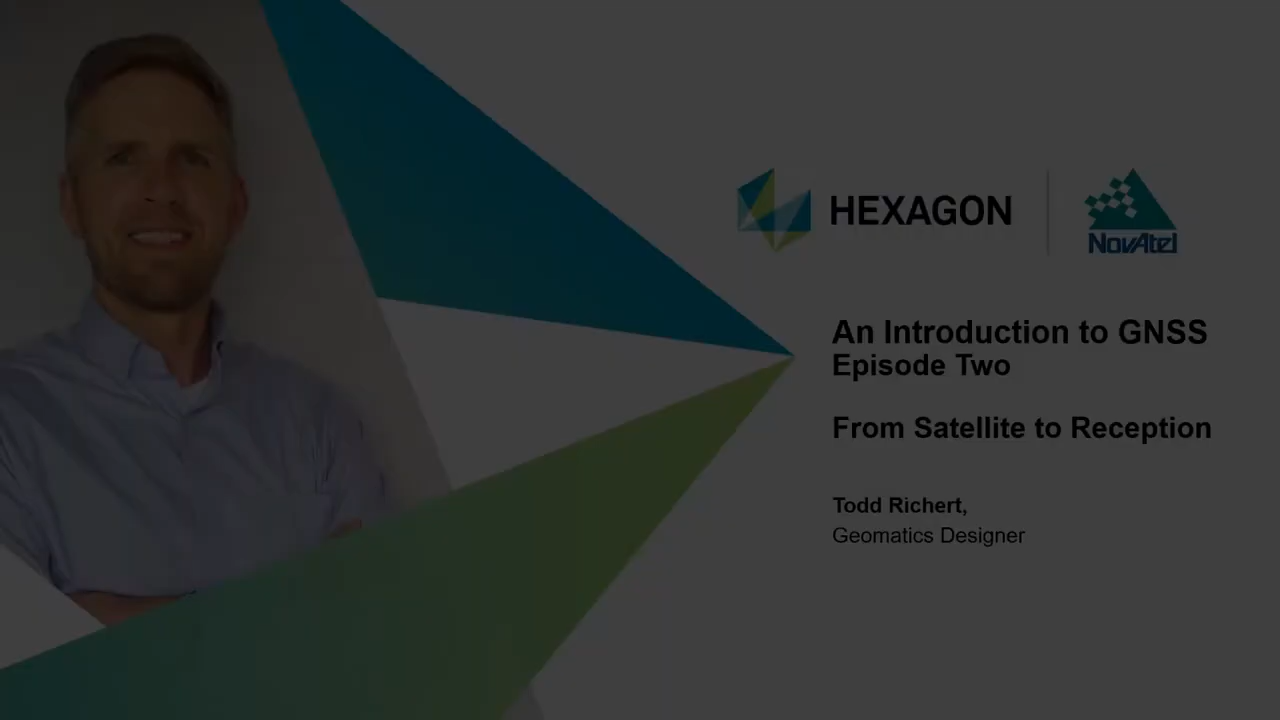 HEXAGON
NovAtel
An Introduction to GNSS
Episode Two
From Satellite to Reception
Todd Richert,
Geomatics Designer